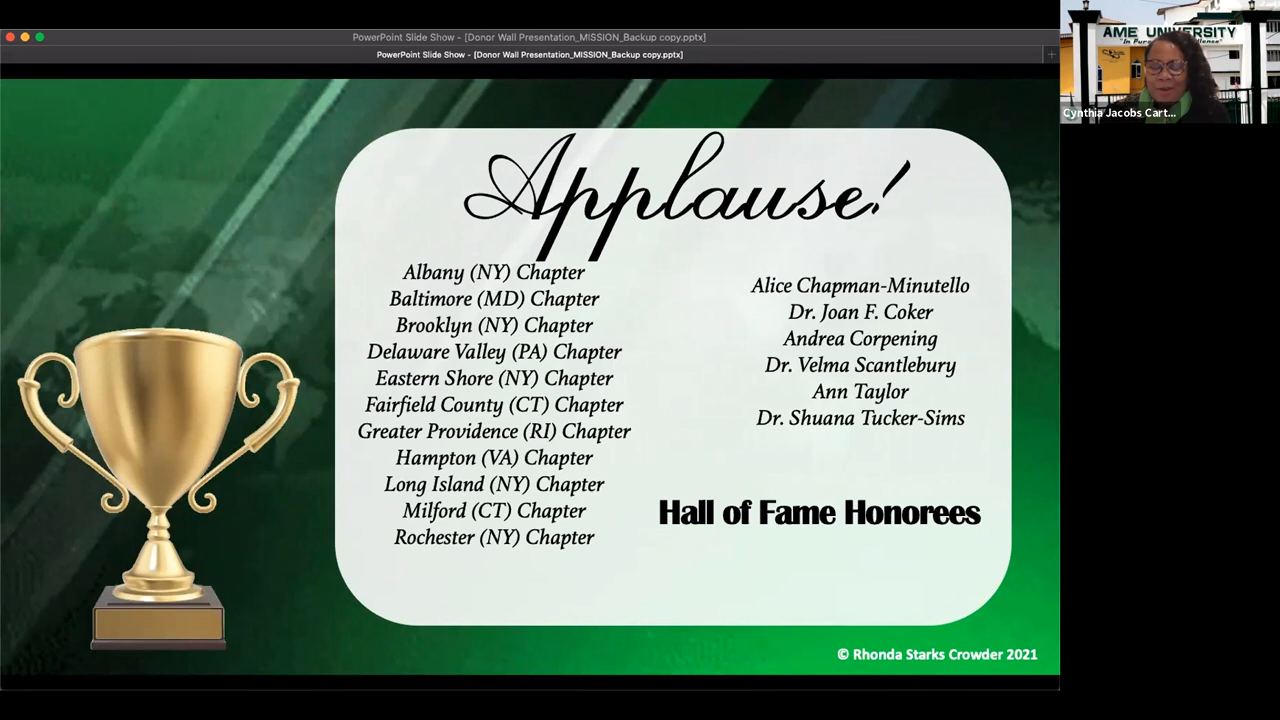 PowerPoint Slide Show - [Donor Wall Presentation_MISSION_Backup copy.pptx]
PowerPoint Slide Show - [Donor Wall Presentation_MISSION_Backup copy.pptx]
Applause!
Albany (NY) Chapter
Baltimore (MD) Chapter
Brooklyn (NY) Chapter
Delaware Valley (PA) Chapter
Eastern Shore (NY) Chapter
Fairfield County (CT) Chapter
Greater Providence (RI) Chapter
Hampton (VA) Chapter
Long Island (NY) Chapter
Milford (CT) Chapter
Rochester (NY) Chapter
Alice Chapman-Minutello
Dr. Joan F. Coker
Andrea Corpening
Dr. Velma Scantlebury
Ann Taylor
Dr. Shuana Tucker-Sims
Hall of Fame Honorees
© Rhonda Starks Crowder 2021
AME UNIVERSITY
"In Pur
Cynthia Jacobs Cart...